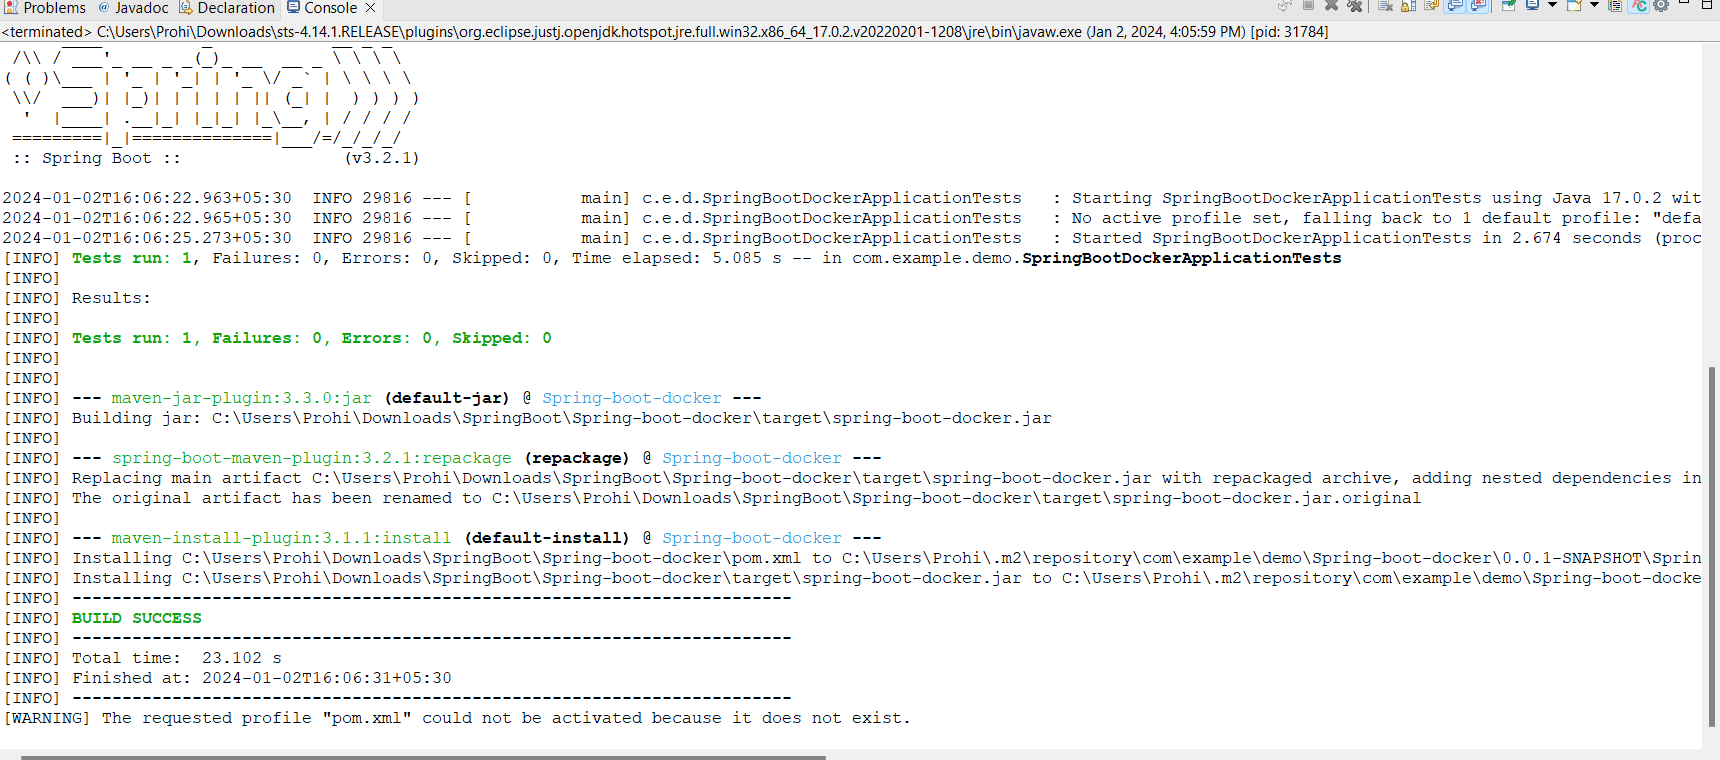 Problems @ Javadoc Declaration Console
<terminated> C:\Users\Prohi\Downloads\sts-4.14.1.RELEASE\plugins\org.eclipse.justj.openjdk.hotspot.jre.full.win32.x86_64_17.0.2.v20220201-1208\jre\bin\javaw.exe (Jan 2, 2024, 4:05:59 PM) [pid: 31784]
  .   ____          _            __ _ _
 /\\ / ___'_ __ _ _(_)_ __  __ _ \ \ \ \
( ( )\___ | '_ | '_| | '_ \/ _` | \ \ \ \
 \\/  ___)| |_)| | | | | || (_| |  ) ) ) )
  '  |____| .__|_| |_|_| |_\__, | / / / /
 =========|_|==============|___/=/_/_/_/
 :: Spring Boot ::                (v3.2.1)
2024-01-02T16:06:22.963+05:30  INFO 29816 --- [           main] c.e.d.SpringBootDockerApplicationTests   : Starting SpringBootDockerApplicationTests using Java 17.0.2 wit
2024-01-02T16:06:22.965+05:30  INFO 29816 --- [           main] c.e.d.SpringBootDockerApplicationTests   : No active profile set, falling back to 1 default profile: "defa
2024-01-02T16:06:25.273+05:30  INFO 29816 --- [           main] c.e.d.SpringBootDockerApplicationTests   : Started SpringBootDockerApplicationTests in 2.674 seconds (proc
[INFO] Tests run: 1, Failures: 0, Errors: 0, Skipped: 0, Time elapsed: 5.085 s -- in com.example.demo.SpringBootDockerApplicationTests
[INFO]
[INFO] Results:
[INFO]
[INFO] Tests run: 1, Failures: 0, Errors: 0, Skipped: 0
[INFO]
[INFO]
[INFO] --- maven-jar-plugin:3.3.0:jar (default-jar) @ Spring-boot-docker ---
[INFO] Building jar: C:\Users\Prohi\Downloads\SpringBoot\Spring-boot-docker\target\spring-boot-docker.jar
[INFO]
[INFO] --- spring-boot-maven-plugin:3.2.1:repackage (repackage) @ Spring-boot-docker ---
[INFO] Replacing main artifact C:\Users\Prohi\Downloads\SpringBoot\Spring-boot-docker\target\spring-boot-docker.jar with repackaged archive, adding nested dependencies in
[INFO] The original artifact has been renamed to C:\Users\Prohi\Downloads\SpringBoot\Spring-boot-docker\target\spring-boot-docker.jar.original
[INFO]
[INFO] --- maven-install-plugin:3.1.1:install (default-install) @ Spring-boot-docker ---
[INFO] Installing C:\Users\Prohi\Downloads\SpringBoot\Spring-boot-docker\pom.xml to C:\Users\Prohi\.m2\repository\com\example\demo\Spring-boot-docker\0.0.1-SNAPSHOT\Sprin
[INFO] Installing C:\Users\Prohi\Downloads\SpringBoot\Spring-boot-docker\target\spring-boot-docker.jar to C:\Users\Prohi\.m2\repository\com\example\demo\Spring-boot-docke
[INFO] ------------------------------------------------------------------------
[INFO] BUILD SUCCESS
[INFO] ------------------------------------------------------------------------
[INFO] Total time:  23.102 s
[INFO] Finished at: 2024-01-02T16:06:31+05:30
[INFO] ------------------------------------------------------------------------
[WARNING] The requested profile "pom.xml" could not be activated because it does not exist.